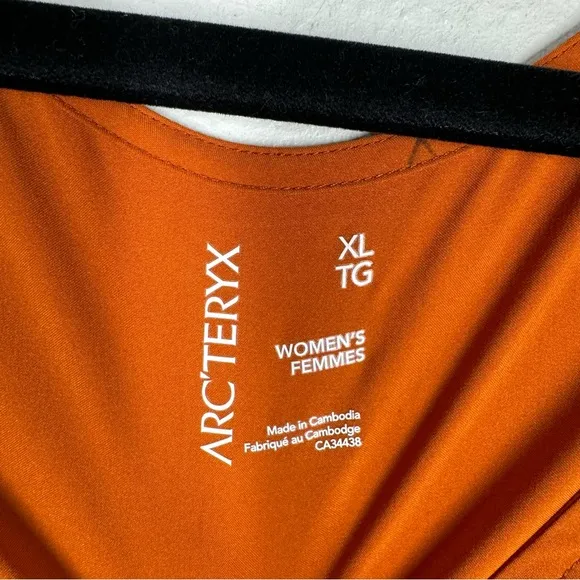 ARC'TERYX
XL
TG
WOMEN'S
FEMMES
Made in Cambodia
Fabriqué au Cambodge
CA34438